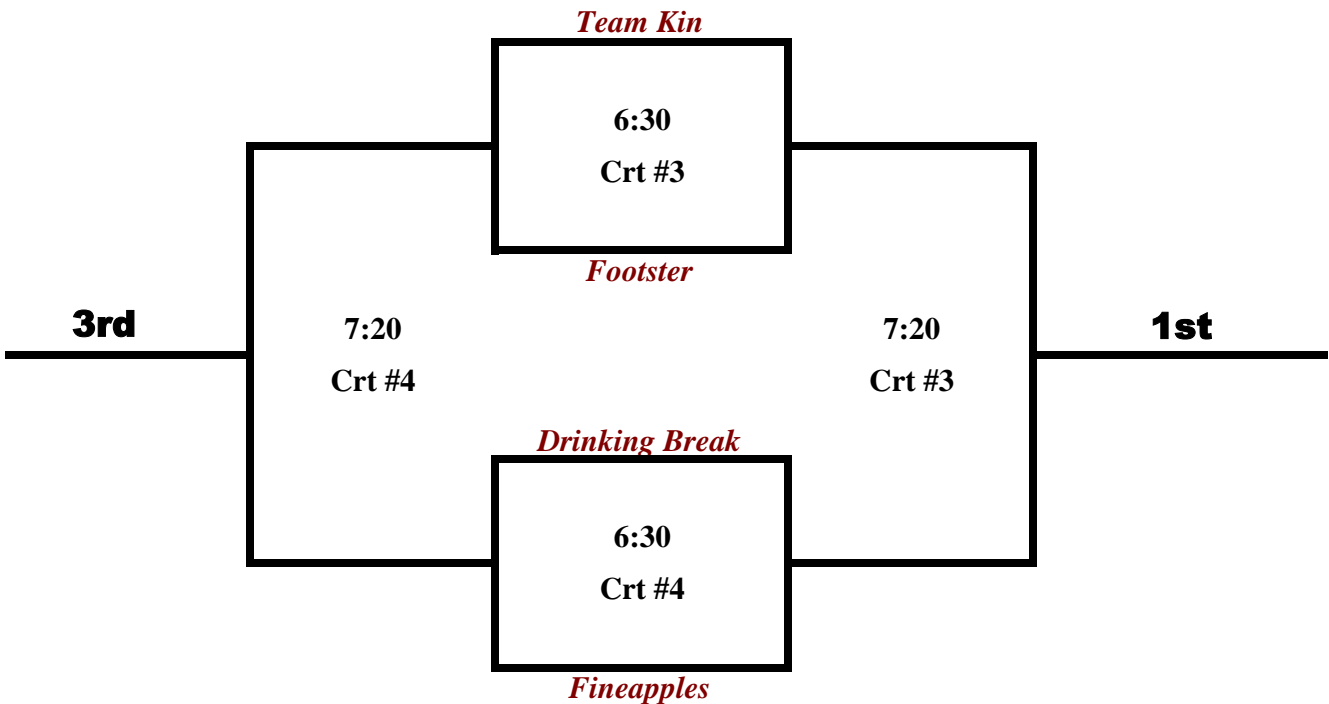 Team Kin
6:30
Crt #3
Footster
3rd
7:20
Crt #4
7:20
Crt #3
1st
Drinking Break
6:30
Crt #4
Fineapples